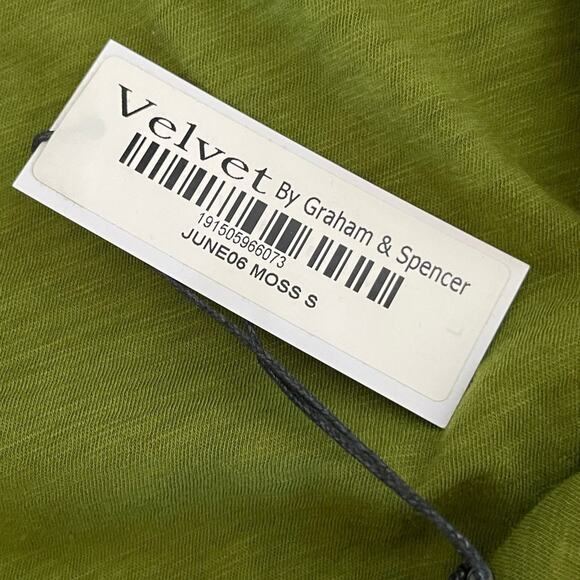 Velvet By Graham & Spencer
191505966073
JUNE06 MOSS S